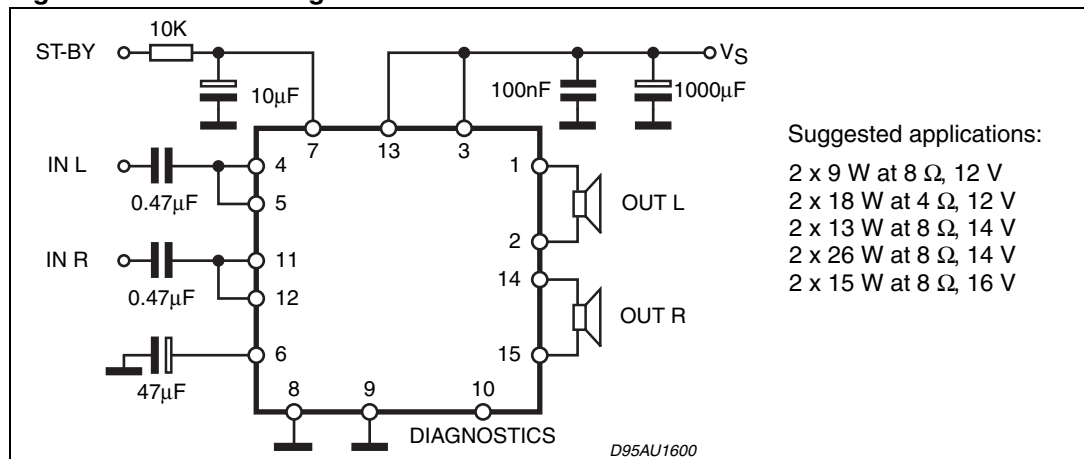 10K
ST-BY
VS
10µF
100nF
1000µF
7
13
3
IN L
4
1
0.47µF
5
OUT L
2
IN R
11
14
0.47µF
12
OUT R
6
15
47µF
8
9
10
DIAGNOSTICS
D95AU1600
Suggested applications:
2 x 9 W at 8 Ω, 12 V
2 x 18 W at 4 Ω, 12 V
2 x 13 W at 8 Ω, 14 V
2 x 26 W at 8 Ω, 14 V
2 x 15 W at 8 Ω, 16 V